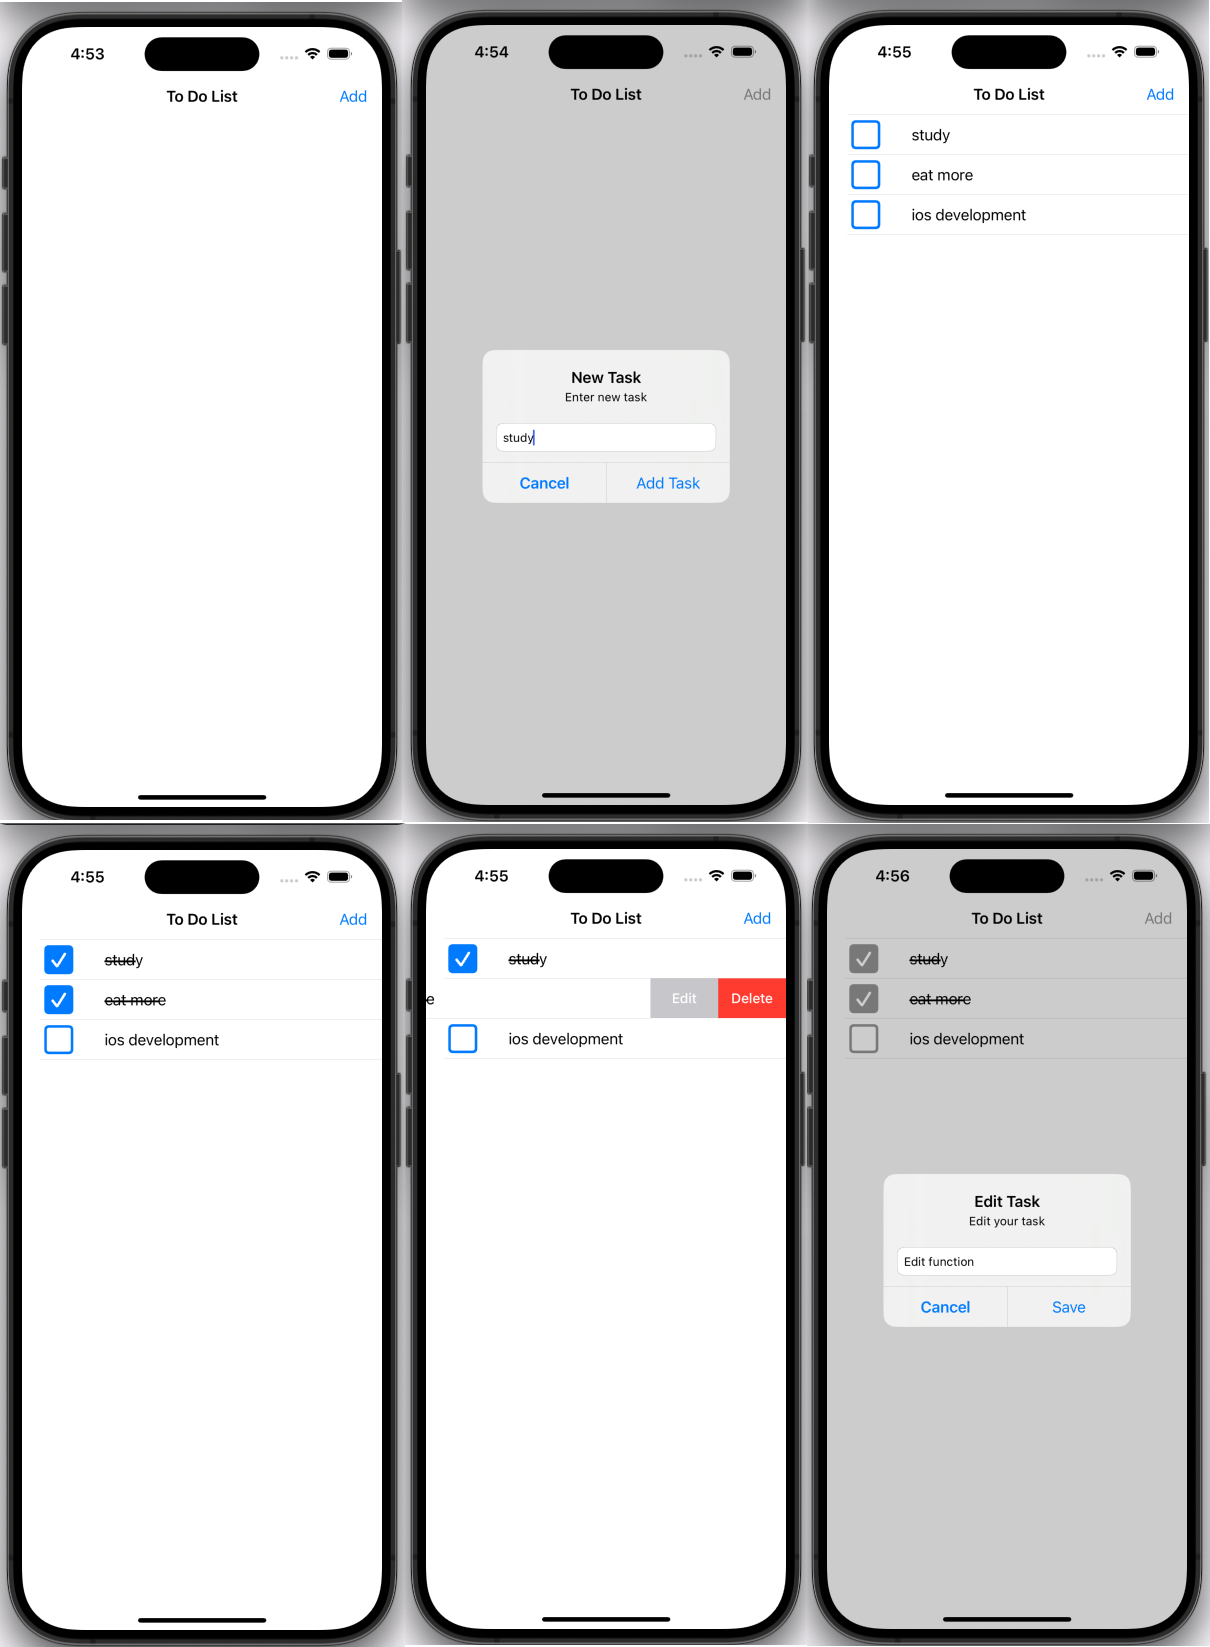 4:53
To Do List
Add
4:54
To Do List
Add
New Task
Enter new task
study
Cancel
Add Task
4:55
To Do List
Add
study
eat more
ios development
4:55
To Do List
Add
study
eat more
ios development
4:55
To Do List
Add
study
e
Edit
Delete
ios development
4:56
To Do List
Add
study
eat more
ios development
Edit Task
Edit your task
Edit function
Cancel
Save